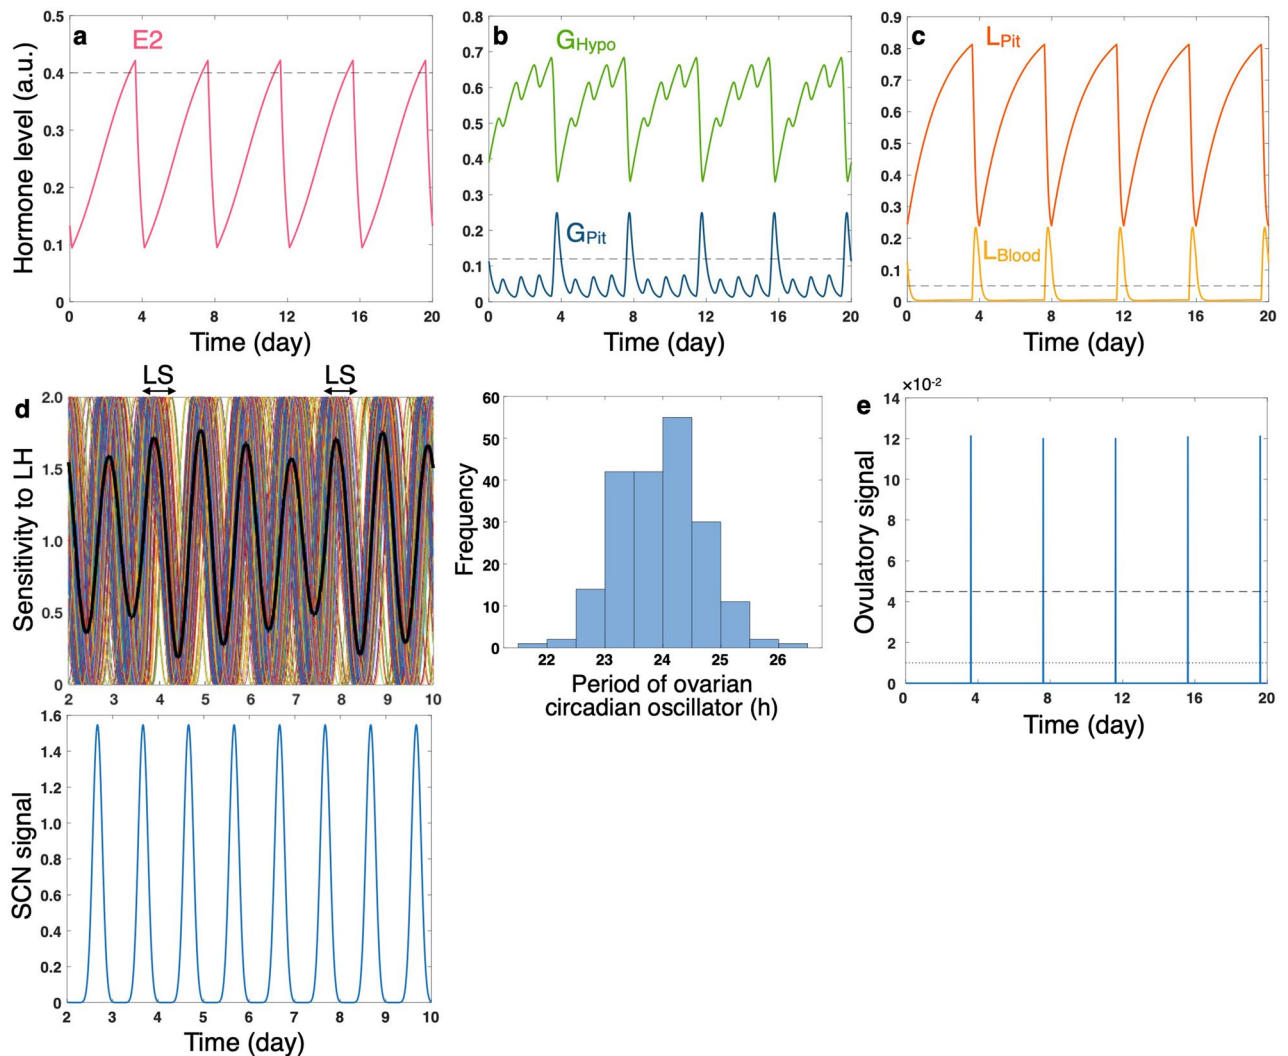 a
E2
Hormone level (a.u.)
0.5
0.4
0.3
0.2
0.1
0
0 4 8 12 16 20
Time (day)
b
GHypo
GPit
0.8
0.7
0.6
0.5
0.4
0.3
0.2
0.1
0
0 4 8 12 16 20
Time (day)
c
LPit
LBlood
0.9
0.8
0.7
0.6
0.5
0.4
0.3
0.2
0.1
0
0 4 8 12 16 20
Time (day)
LS LS
d
Sensitivity to LH
2.0
1.5
1.0
0.5
0
2 3 4 5 6 7 8 9 10
Frequency
60
50
40
30
20
10
0
22 23 24 25 26
Period of ovarian
circadian oscillator (h)
×10-2
e
Ovulatory signal
14
12
10
8
6
4
2
0
0 4 8 12 16 20
Time (day)
SCN signal
1.6
1.4
1.2
1.0
0.8
0.6
0.4
0.2
0
2 3 4 5 6 7 8 9 10
Time (day)